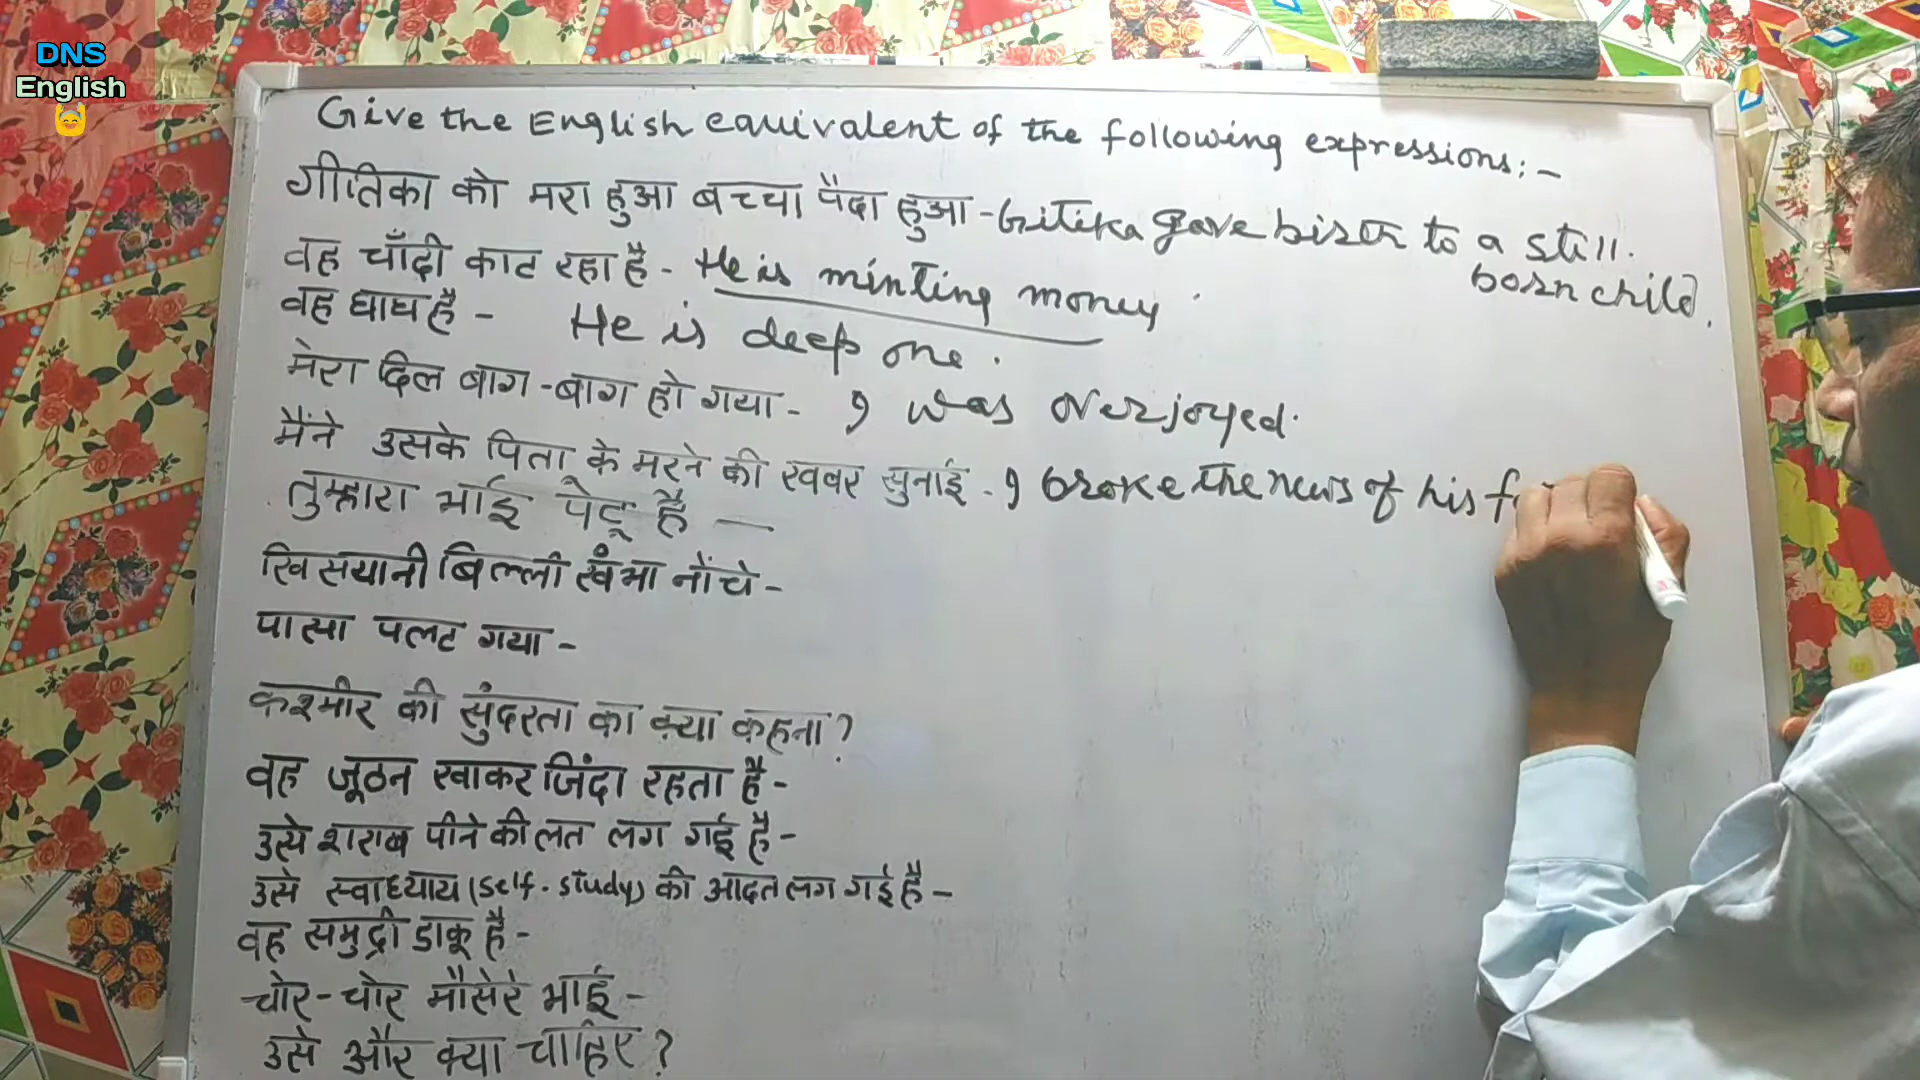 DNS
English
Give the English equivalent of the following expressions:-
गीतिका को मरा हुआ बच्चा पैदा हुआ - Gitika gave birth to a still.
born child.
वह चाँदी काट रहा है - He is minting money.
वह घाघ है - He is deep one.
मेरा दिल बाग-बाग हो गया - I was overjoyed.
मैंने उसके पिता के मरने की खबर सुनाई - I broke the news of his
तुम्हारा भाई पेटू है —
खिसयानी बिल्ली खंभा नोंचे -
पासा पलट गया -
कश्मीर की सुंदरता का क्या कहना?
वह जूठन खाकर जिंदा रहता है -
उसे शराब पीने की लत लग गई है -
उसे स्वाध्याय (self-study) की आदत लग गई है -
वह समुद्री डाकू है -
चोर-चोर मौसेरे भाई -
उसे और क्या चाहिए?